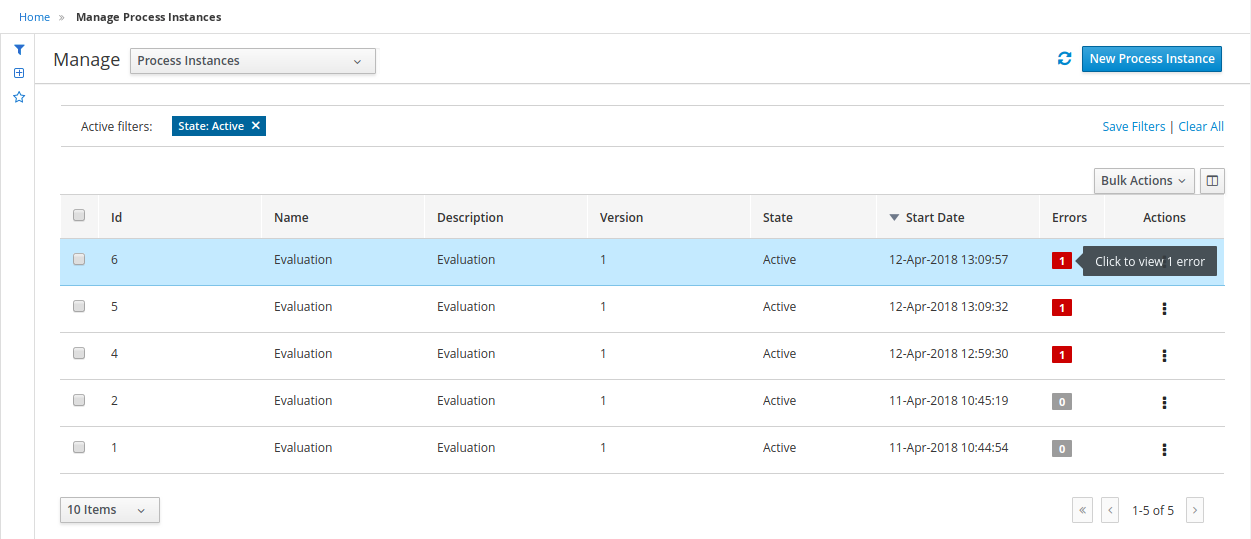 Home » Manage Process Instances
Manage Process Instances New Process Instance
Active filters: State: Active × Save Filters | Clear All
Bulk Actions
Id Name Description Version State Start Date Errors Actions
6 Evaluation Evaluation 1 Active 12-Apr-2018 13:09:57 1 Click to view 1 error
5 Evaluation Evaluation 1 Active 12-Apr-2018 13:09:32 1
4 Evaluation Evaluation 1 Active 12-Apr-2018 12:59:30 1
2 Evaluation Evaluation 1 Active 11-Apr-2018 10:45:19 0
1 Evaluation Evaluation 1 Active 11-Apr-2018 10:44:54 0
10 Items « ‹ 1-5 of 5 ›